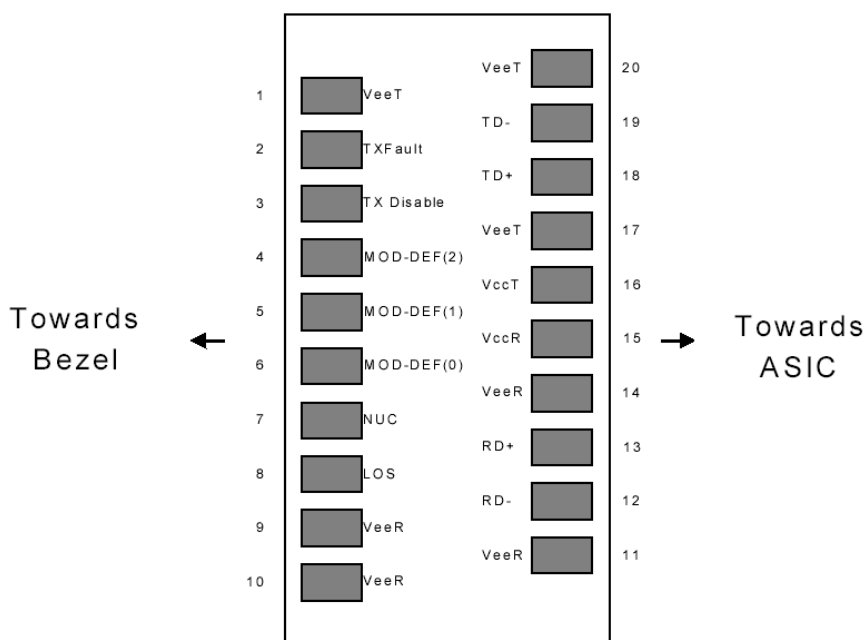 VeeT 20
1 VeeT
TD- 19
2 TXFault
TD+ 18
3 TX Disable
VeeT 17
4 MOD-DEF(2)
VccT 16
5 MOD-DEF(1)
Towards
Bezel
VccR 15
Towards
ASIC
6 MOD-DEF(0)
VeeR 14
7 NUC
RD+ 13
8 LOS
RD- 12
9 VeeR
VeeR 11
10 VeeR